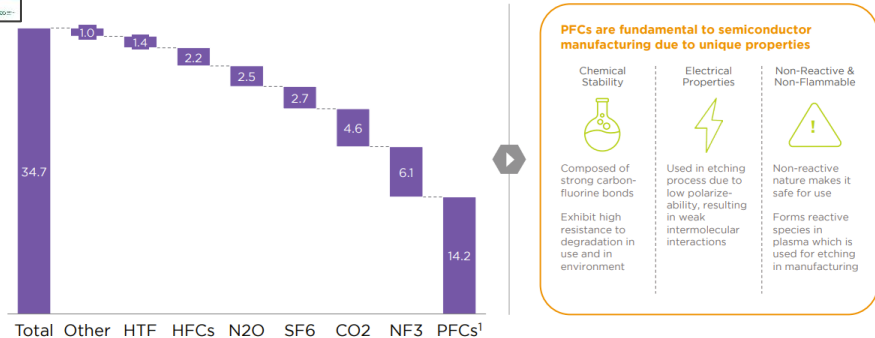 PFCs are fundamental to semiconductor
manufacturing due to unique properties
1.0
1.4
2.2
2.5
2.7
4.6
34.7
6.1
14.2
Total Other HTF HFCs N2O SF6 CO2 NF3 PFCs¹
Chemical
Stability
Composed of
strong carbon-
fluorine bonds
Exhibit high
resistance to
degradation in
use and in
environment
Electrical
Properties
Used in etching
process due to
low polarize-
ability, resulting
in weak
intermolecular
interactions
Non-Reactive &
Non-Flammable
!
Non-reactive
nature makes it
safe for use
Forms reactive
species in
plasma which is
used for etching
in manufacturing